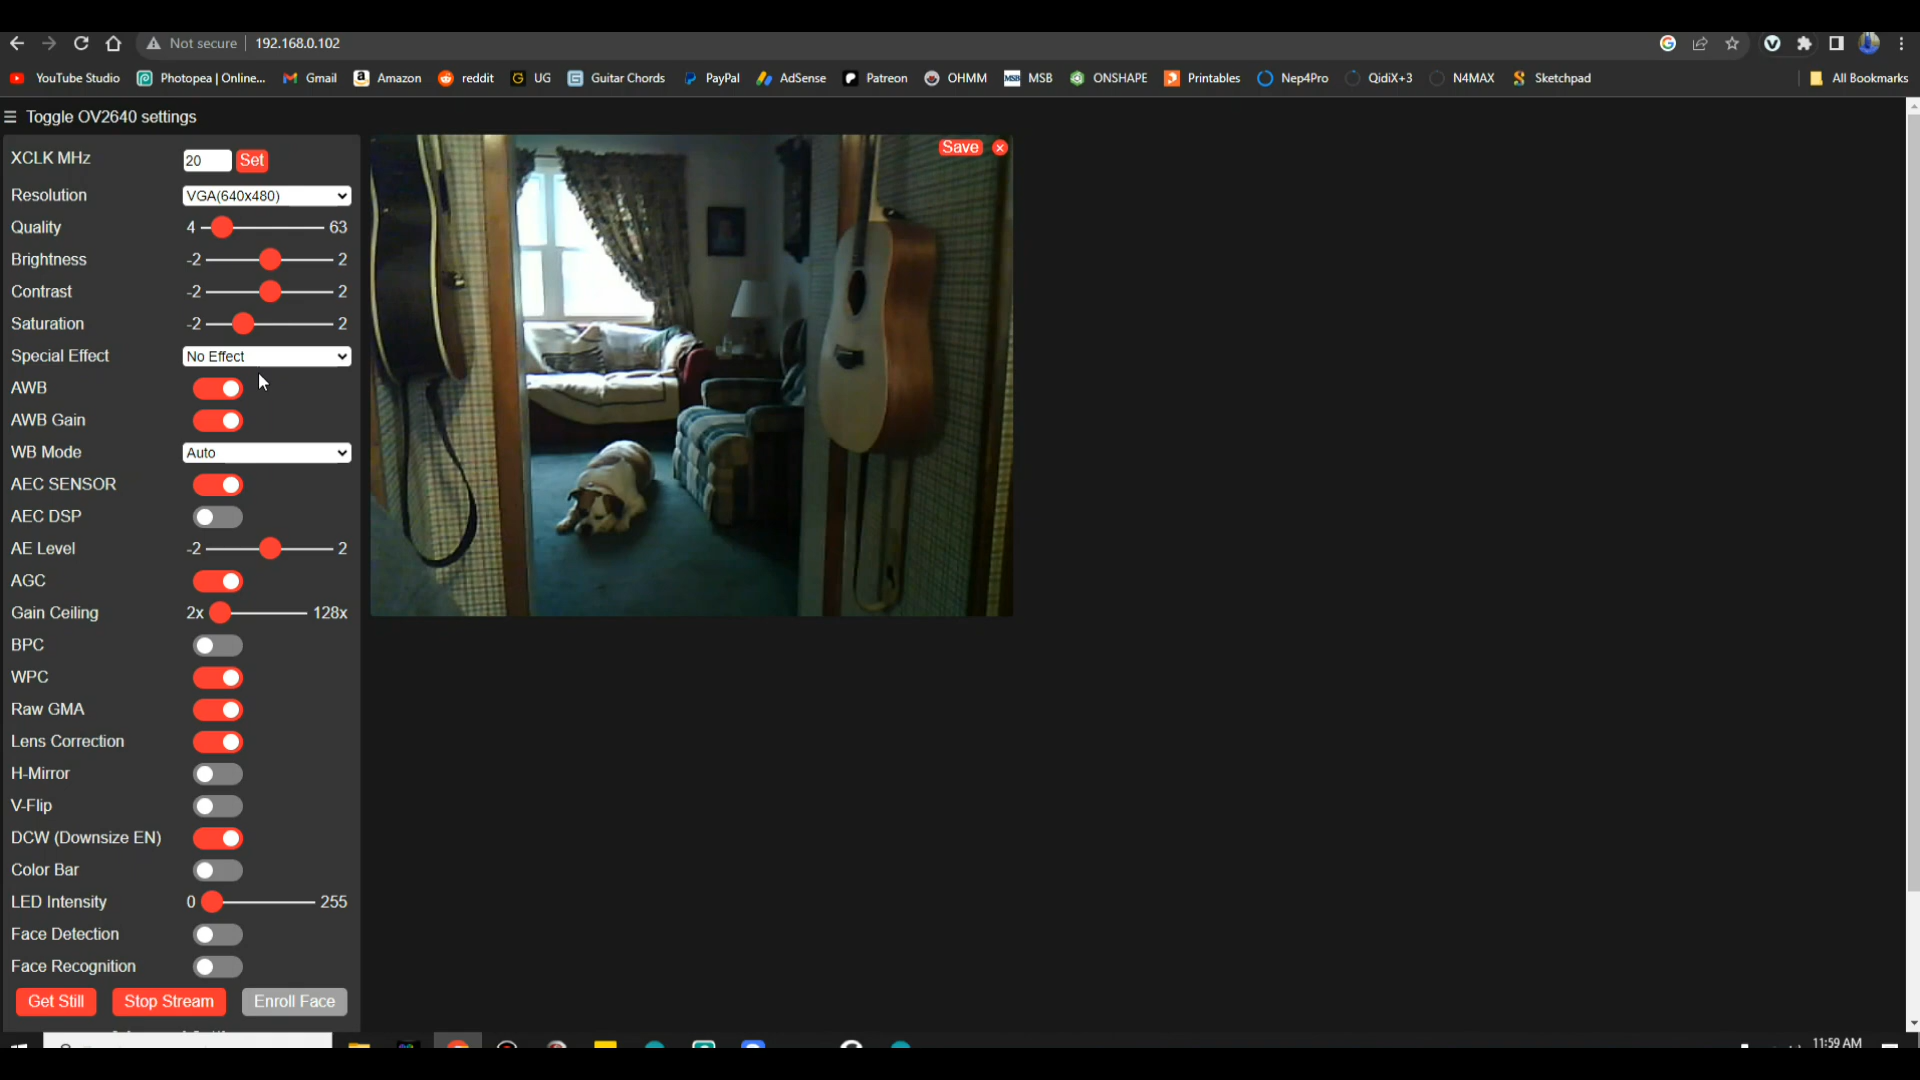 Not secure 192.168.0.102
YouTube Studio Photopea | Online... Gmail Amazon reddit UG Guitar Chords PayPal AdSense Patreon OHMM MSB MSB ONSHAPE Printables Nep4Pro QidiX+3 N4MAX Sketchpad All Bookmarks
Toggle OV2640 settings
XCLK MHz 20 Set
Save
Resolution VGA(640x480)
Quality 4 63
Brightness -2 2
Contrast -2 2
Saturation -2 2
Special Effect No Effect
AWB
AWB Gain
WB Mode Auto
AEC SENSOR
AEC DSP
AE Level -2 2
AGC
Gain Ceiling 2x 128x
BPC
WPC
Raw GMA
Lens Correction
H-Mirror
V-Flip
DCW (Downsize EN)
Color Bar
LED Intensity 0 255
Face Detection
Face Recognition
Get Still Stop Stream Enroll Face
11:59 AM